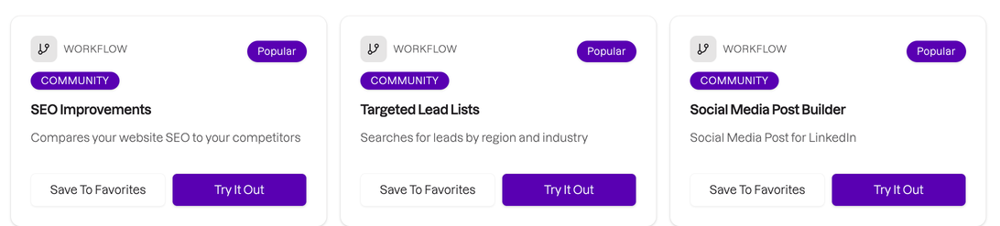 WORKFLOW
Popular
COMMUNITY
SEO Improvements
Compares your website SEO to your competitors
Save To Favorites
Try It Out
WORKFLOW
Popular
COMMUNITY
Targeted Lead Lists
Searches for leads by region and industry
Save To Favorites
Try It Out
WORKFLOW
Popular
COMMUNITY
Social Media Post Builder
Social Media Post for LinkedIn
Save To Favorites
Try It Out